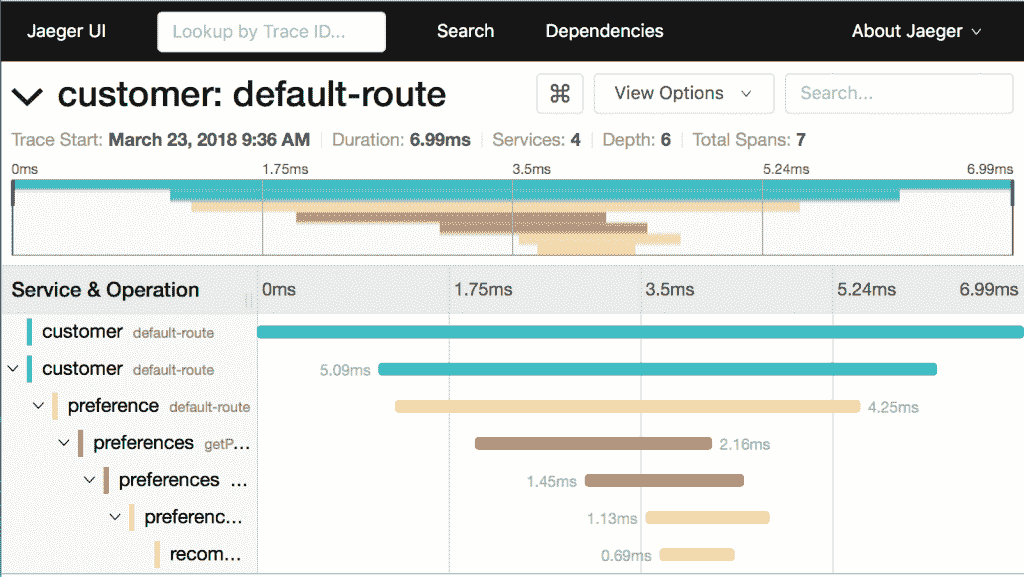 Jaeger UI Lookup by Trace ID... Search Dependencies About Jaeger
customer: default-route ⌘ View Options Search...
Trace Start: March 23, 2018 9:36 AM Duration: 6.99ms Services: 4 Depth: 6 Total Spans: 7
0ms 1.75ms 3.5ms 5.24ms 6.99ms
Service & Operation 0ms 1.75ms 3.5ms 5.24ms 6.99ms
customer default-route
customer default-route 5.09ms
preference default-route 4.25ms
preferences getP... 2.16ms
preferences ... 1.45ms
preferenc... 1.13ms
recom... 0.69ms